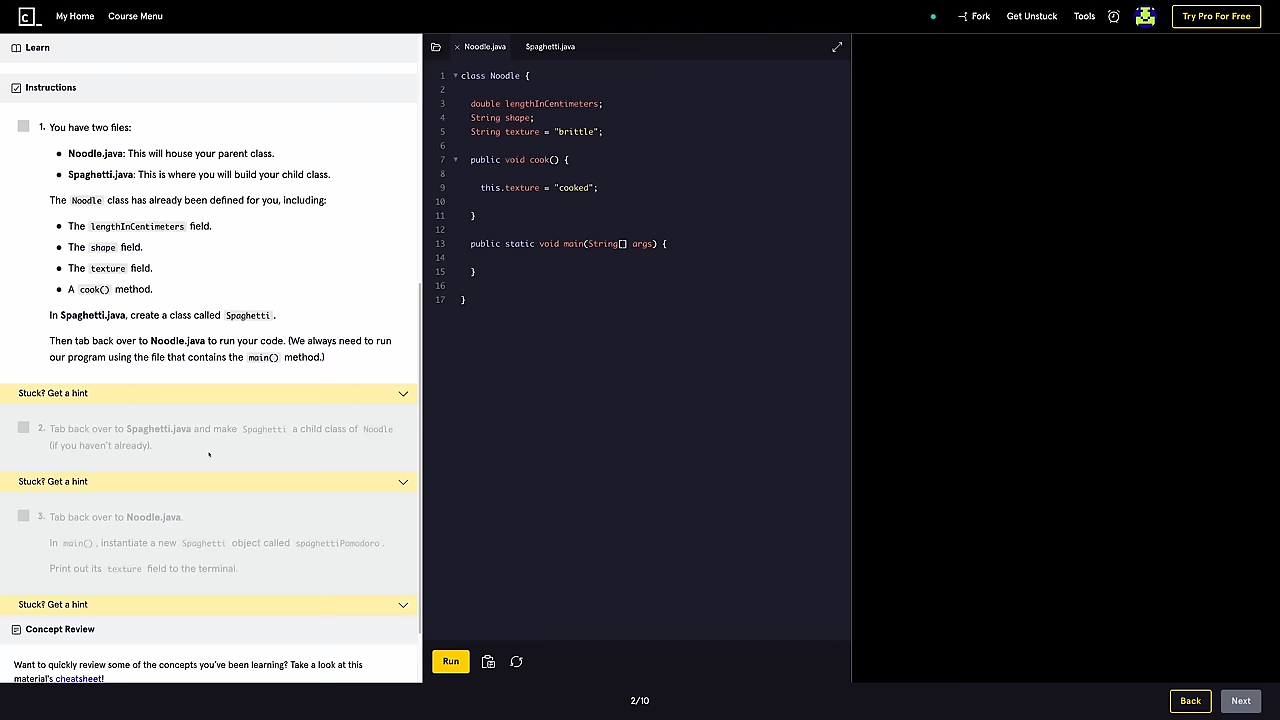 C_ My Home Course Menu Fork Get Unstuck Tools Try Pro For Free
Learn
Instructions
1. You have two files:
• Noodle.java: This will house your parent class.
• Spaghetti.java: This is where you will build your child class.
The Noodle class has already been defined for you, including:
• The lengthInCentimeters field.
• The shape field.
• The texture field.
• A cook() method.
In Spaghetti.java, create a class called Spaghetti.
Then tab back over to Noodle.java to run your code. (We always need to run
our program using the file that contains the main() method.)
Stuck? Get a hint
2. Tab back over to Spaghetti.java and make Spaghetti a child class of Noodle
(if you haven't already).
Stuck? Get a hint
3. Tab back over to Noodle.java.
In main(), instantiate a new Spaghetti object called spaghettiPomodoro.
Print out its texture field to the terminal.
Stuck? Get a hint
Concept Review
Want to quickly review some of the concepts you've been learning? Take a look at this
material's cheatsheet!
× Noodle.java Spaghetti.java
1 class Noodle {
2
3 double lengthInCentimeters;
4 String shape;
5 String texture = "brittle";
6
7 public void cook() {
8
9 this.texture = "cooked";
10
11 }
12
13 public static void main(String[] args) {
14
15 }
16
17 }
Run
2/10
Back Next